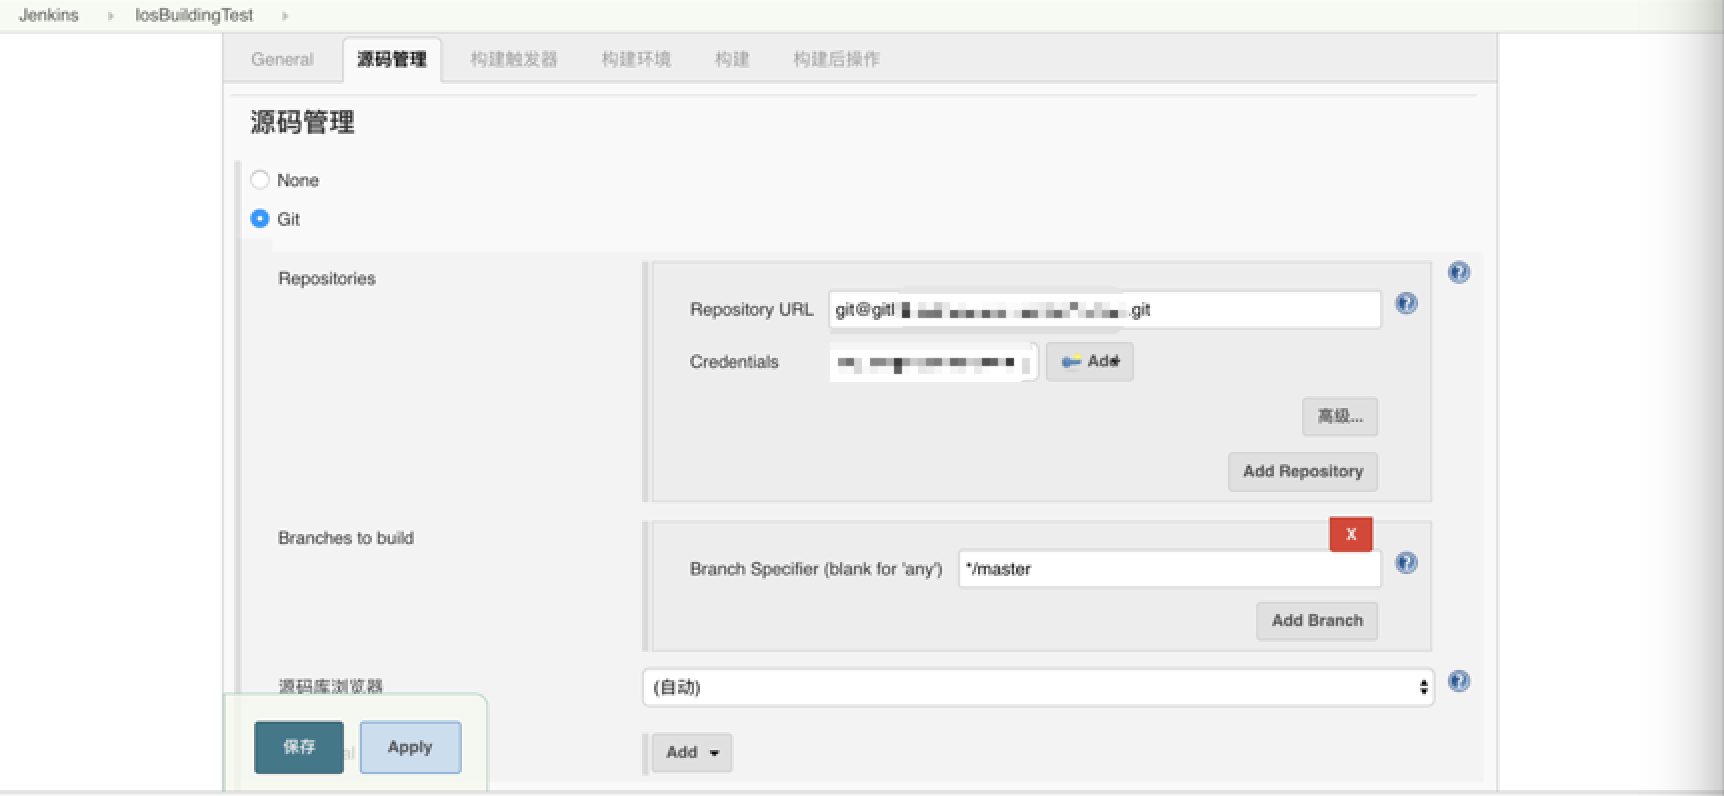 Jenkins IosBuildingTest
General 源码管理 构建触发器 构建环境 构建 构建后操作
源码管理
None
Git
Repositories
Repository URL git@gitl .git
Credentials Add
高级...
Add Repository
Branches to build
X
Branch Specifier (blank for 'any') */master
Add Branch
源码库浏览器 (自动)
保存 Apply al Add